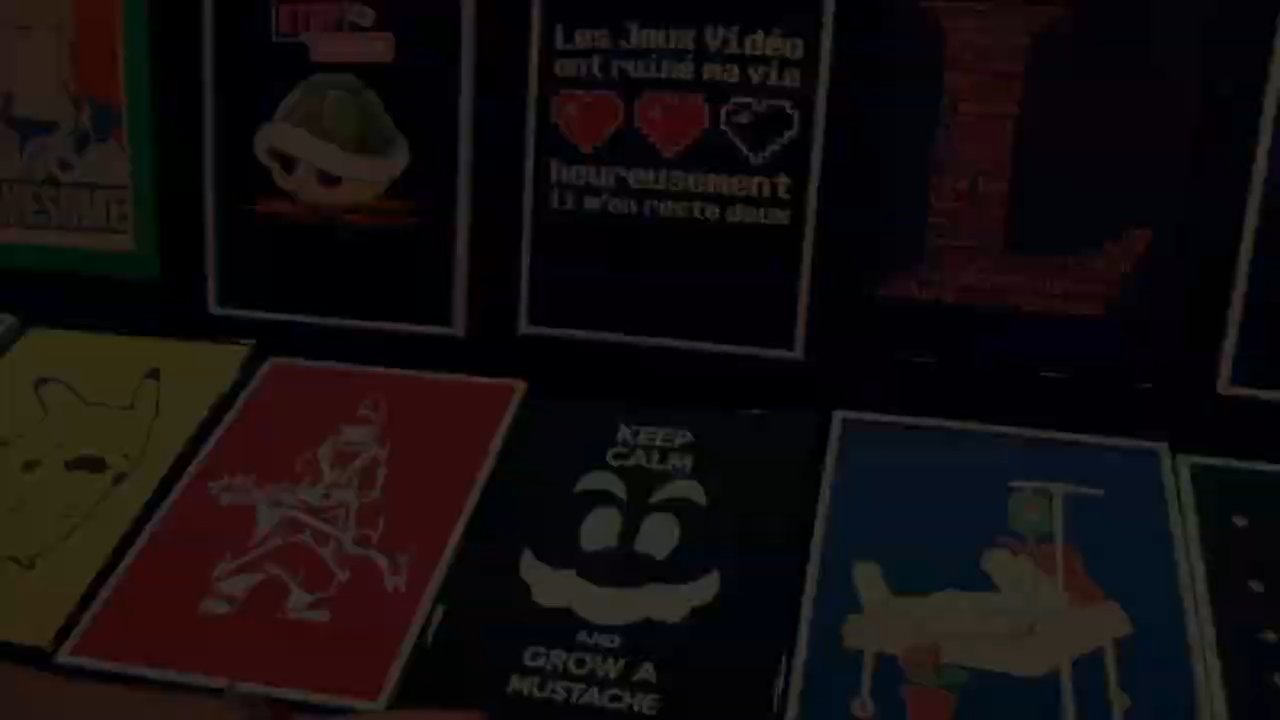 Les Jeux Vidéo
ont ruiné ma vie
heureusement
il m'en reste deux
KEEP
CALM
AND
GROW A
MUSTACHE